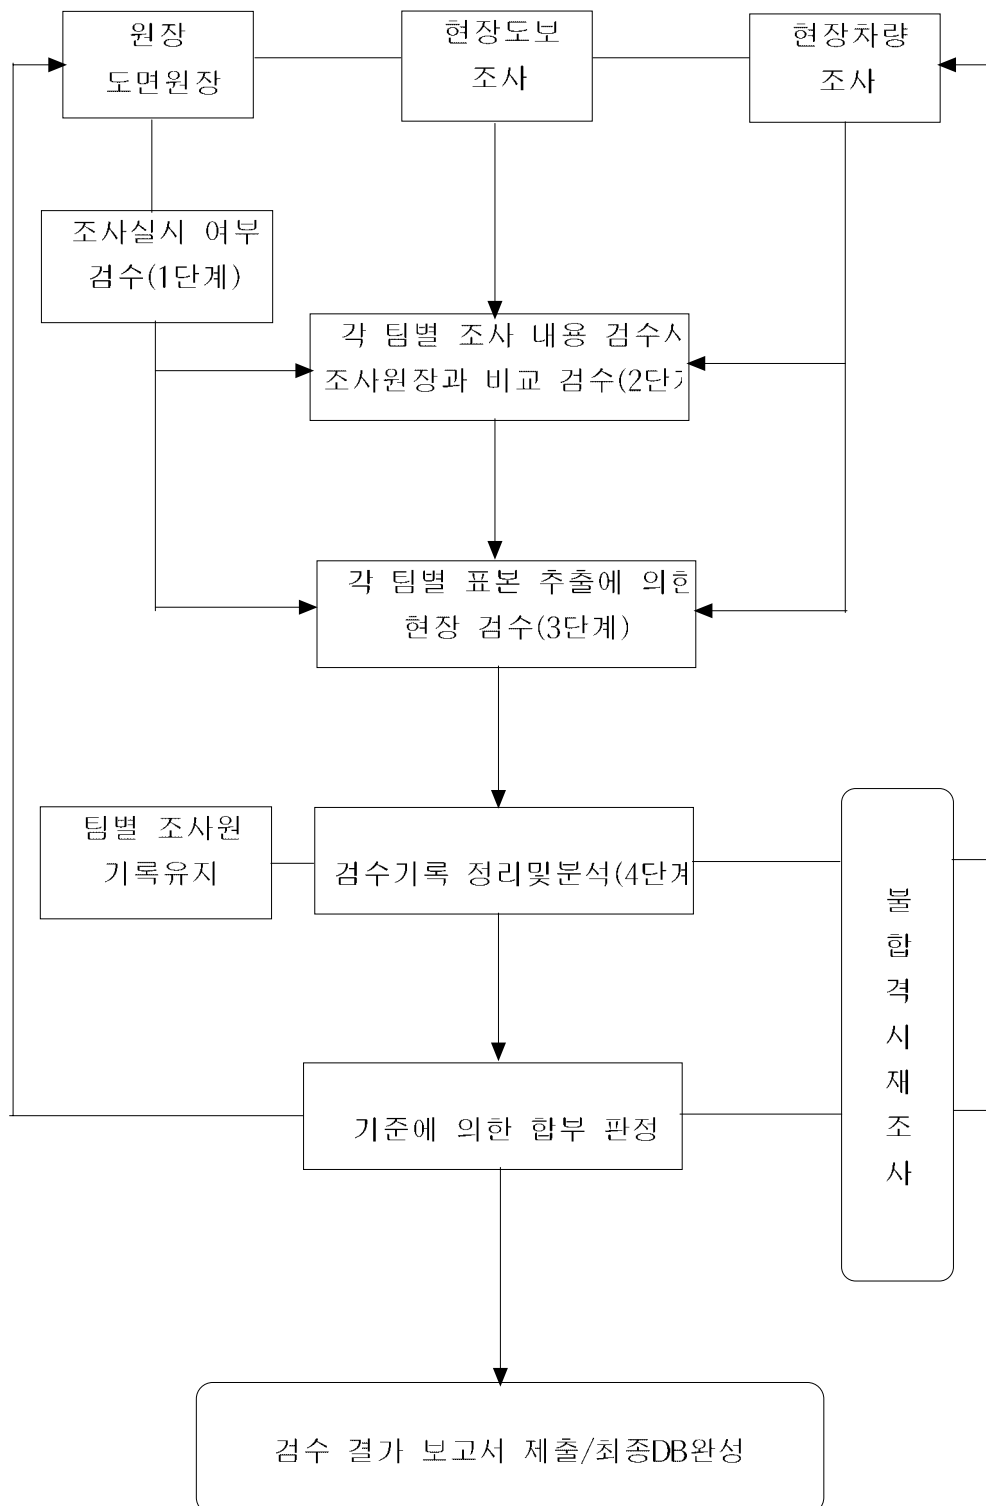 원장
도면원장
현장도보
조사
현장차량
조사
조사실시 여부
검수(1단계)
각 팀별 조사 내용 검수시
조사원장과 비교 검수(2단계
각 팀별 표본 추출에 의한
현장 검수(3단계)
팀별 조사원
기록유지
검수기록 정리및분석(4단계
불
합
격
시
재
조
사
기준에 의한 합부 판정
검수 결가 보고서 제출/최종DB완성